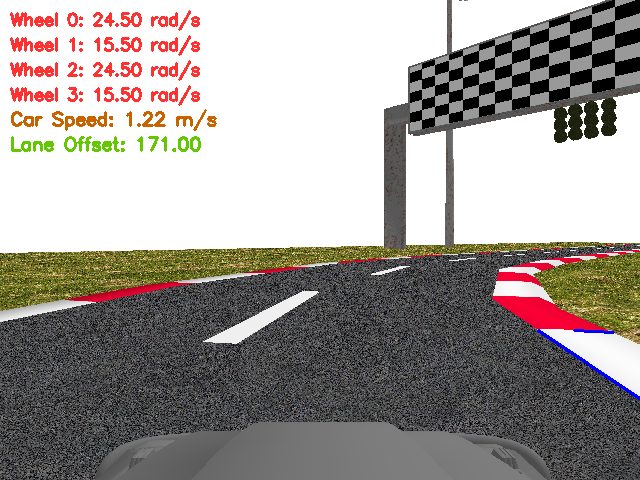 Wheel 0: 24.50 rad/s
Wheel 1: 15.50 rad/s
Wheel 2: 24.50 rad/s
Wheel 3: 15.50 rad/s
Car Speed: 1.22 m/s
Lane Offset: 171.00